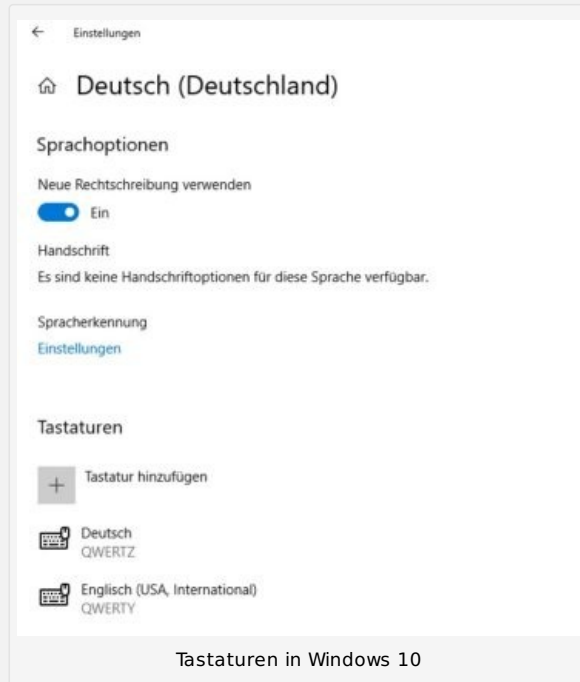 Einstellungen
Deutsch (Deutschland)
Sprachoptionen
Neue Rechtschreibung verwenden
Ein
Handschrift
Es sind keine Handschriftoptionen für diese Sprache verfügbar.
Spracherkennung
Einstellungen
Tastaturen
Tastatur hinzufügen
Deutsch
QWERTZ
Englisch (USA, International)
QWERTY
Tastaturen in Windows 10